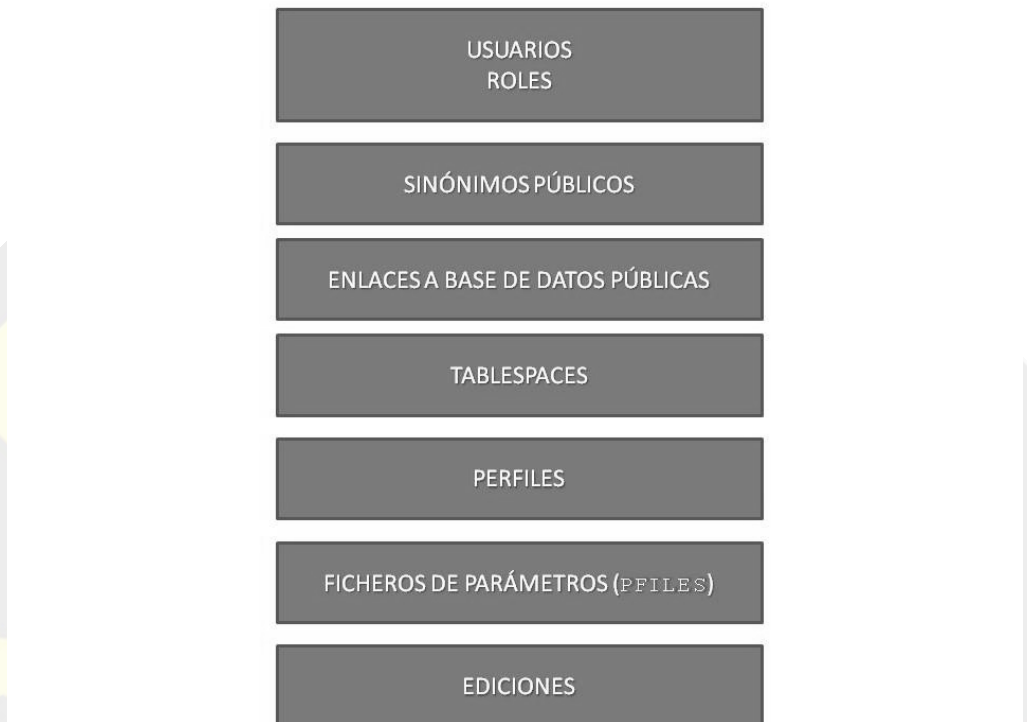 USUARIOS
ROLES
SINÓNIMOS PÚBLICOS
ENLACES A BASE DE DATOS PÚBLICAS
TABLESPACES
PERFILES
FICHEROS DE PARÁMETROS (PFILES)
EDICIONES